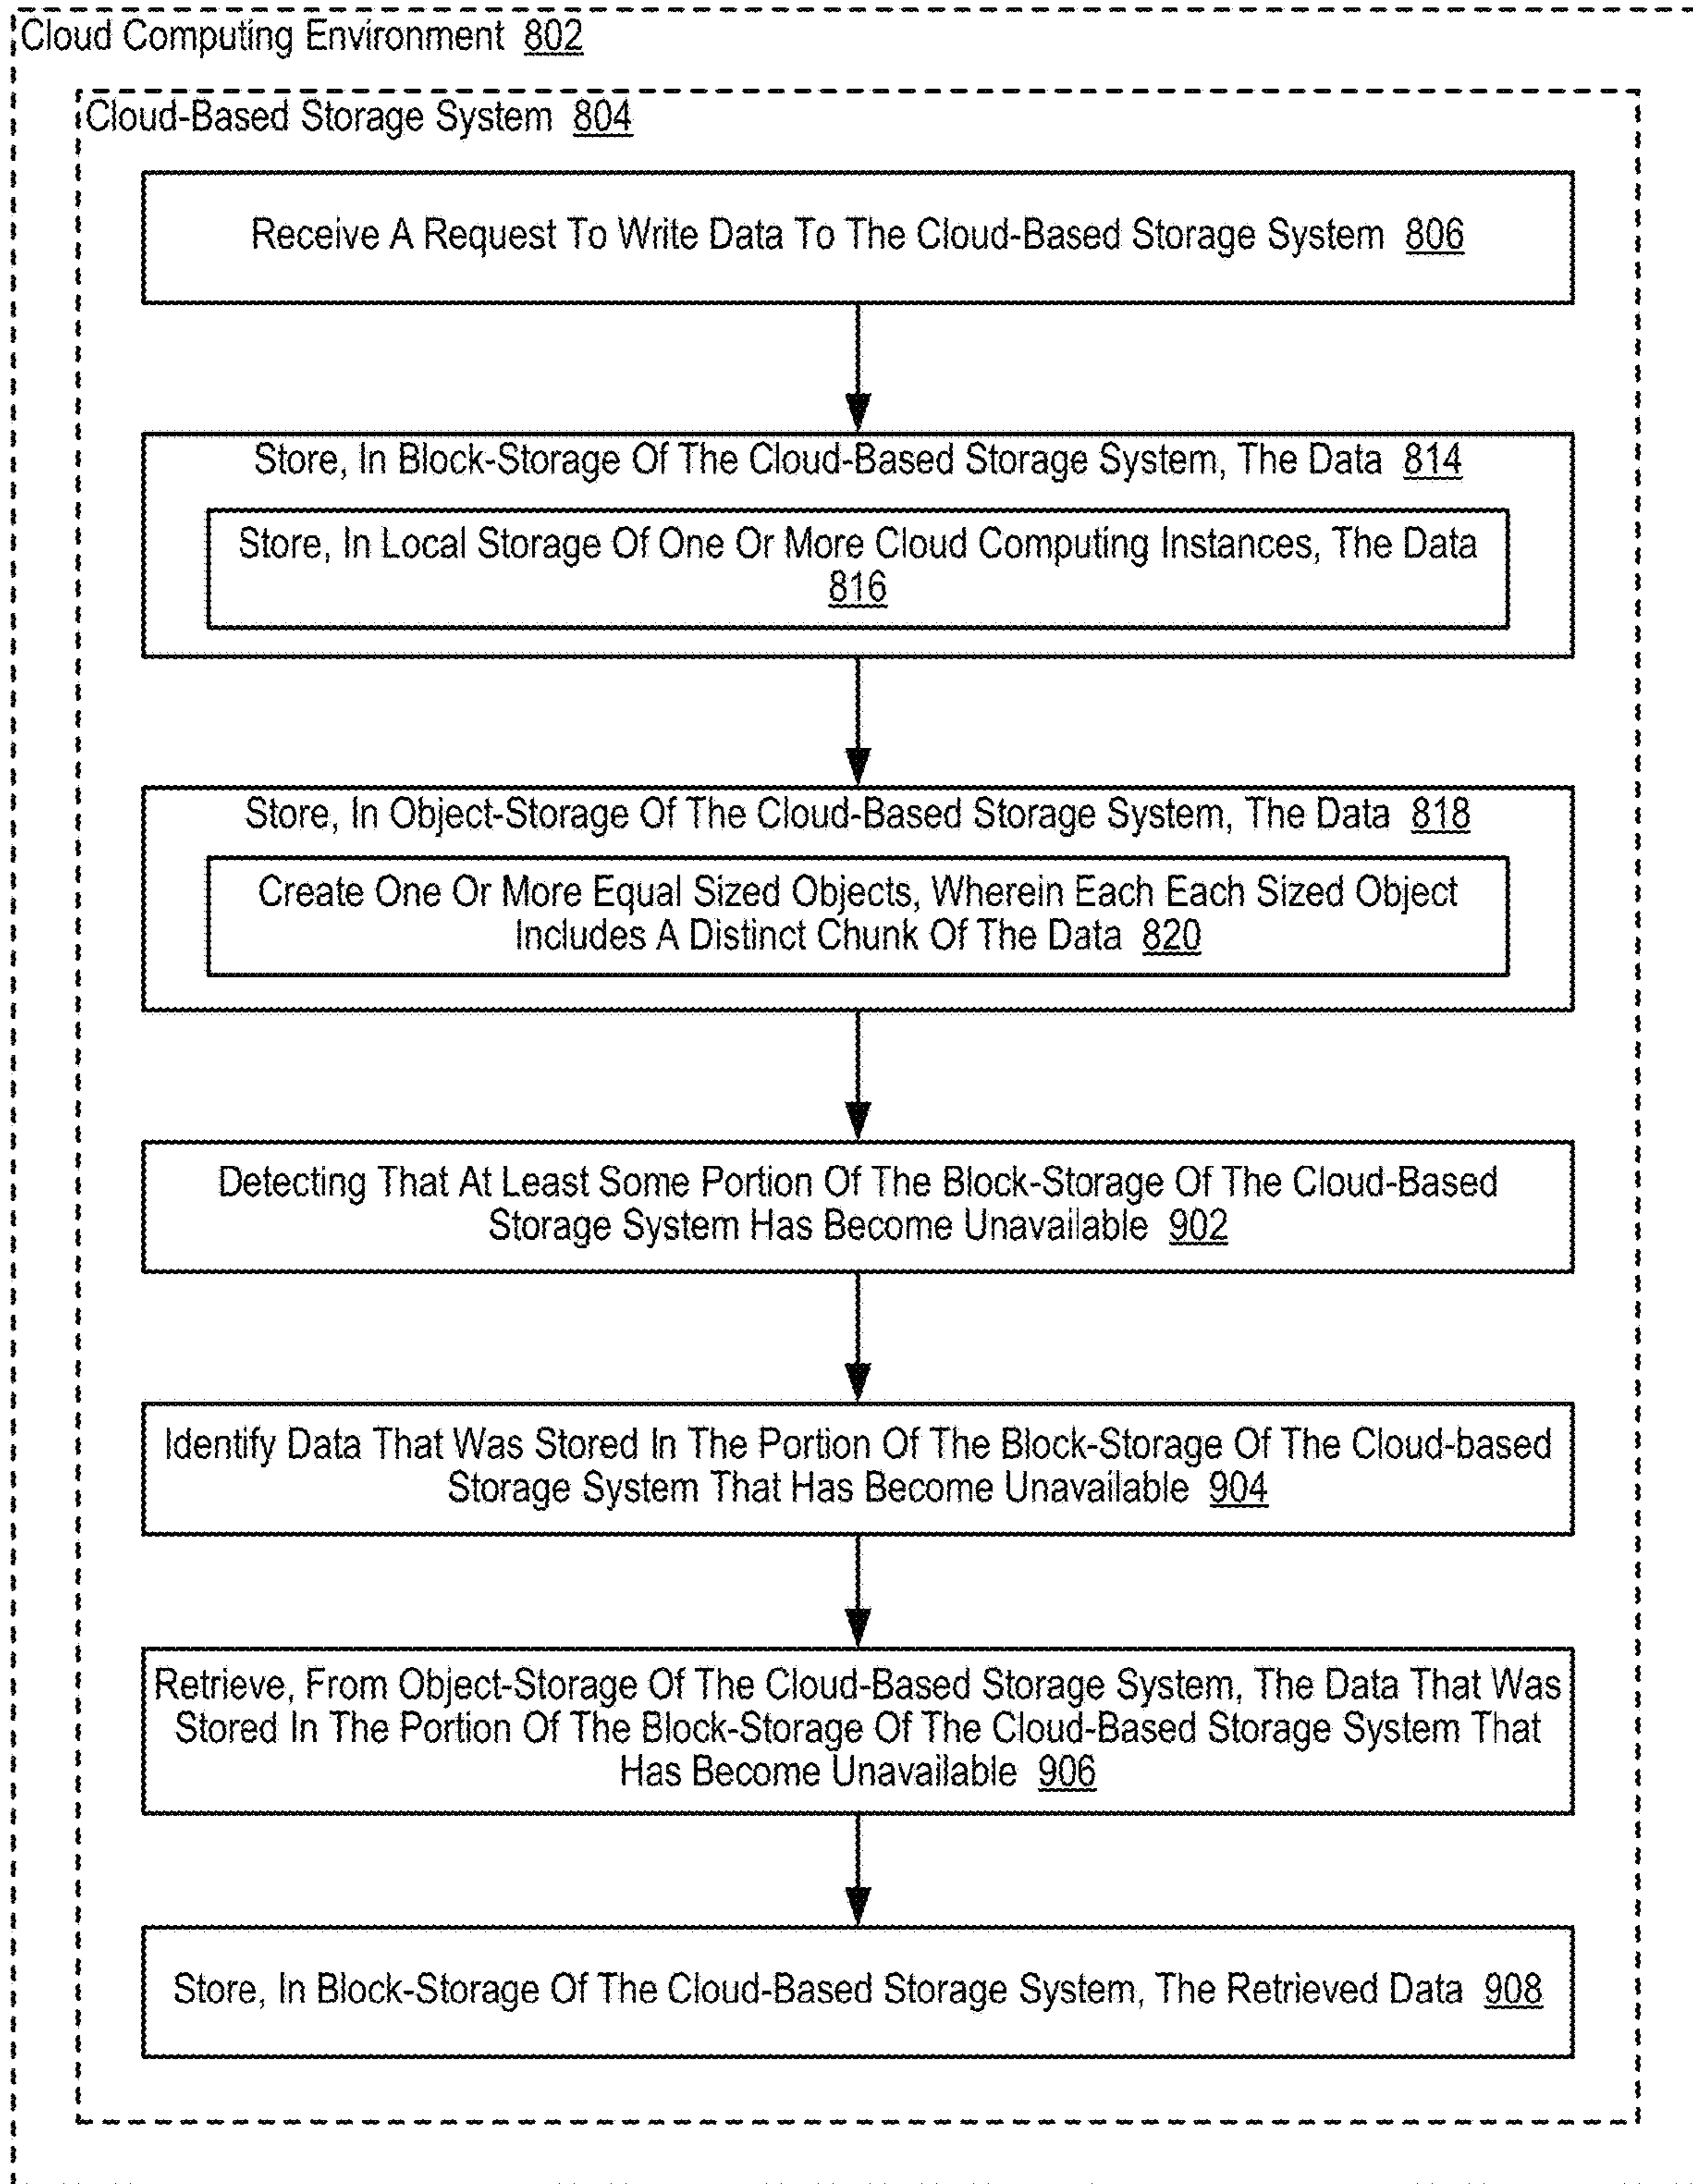 Cloud Computing Environment 802
Cloud-Based Storage System 804
Receive A Request To Write Data To The Cloud-Based Storage System 806
Store, In Block-Storage Of The Cloud-Based Storage System, The Data 814
Store, In Local Storage Of One Or More Cloud Computing Instances, The Data
816
Store, In Object-Storage Of The Cloud-Based Storage System, The Data 818
Create One Or More Equal Sized Objects, Wherein Each Each Sized Object
Includes A Distinct Chunk Of The Data 820
Detecting That At Least Some Portion Of The Block-Storage Of The Cloud-Based
Storage System Has Become Unavailable 902
Identify Data That Was Stored In The Portion Of The Block-Storage Of The Cloud-based
Storage System That Has Become Unavailable 904
Retrieve, From Object-Storage Of The Cloud-Based Storage System, The Data That Was
Stored In The Portion Of The Block-Storage Of The Cloud-Based Storage System That
Has Become Unavailable 906
Store, In Block-Storage Of The Cloud-Based Storage System, The Retrieved Data 908